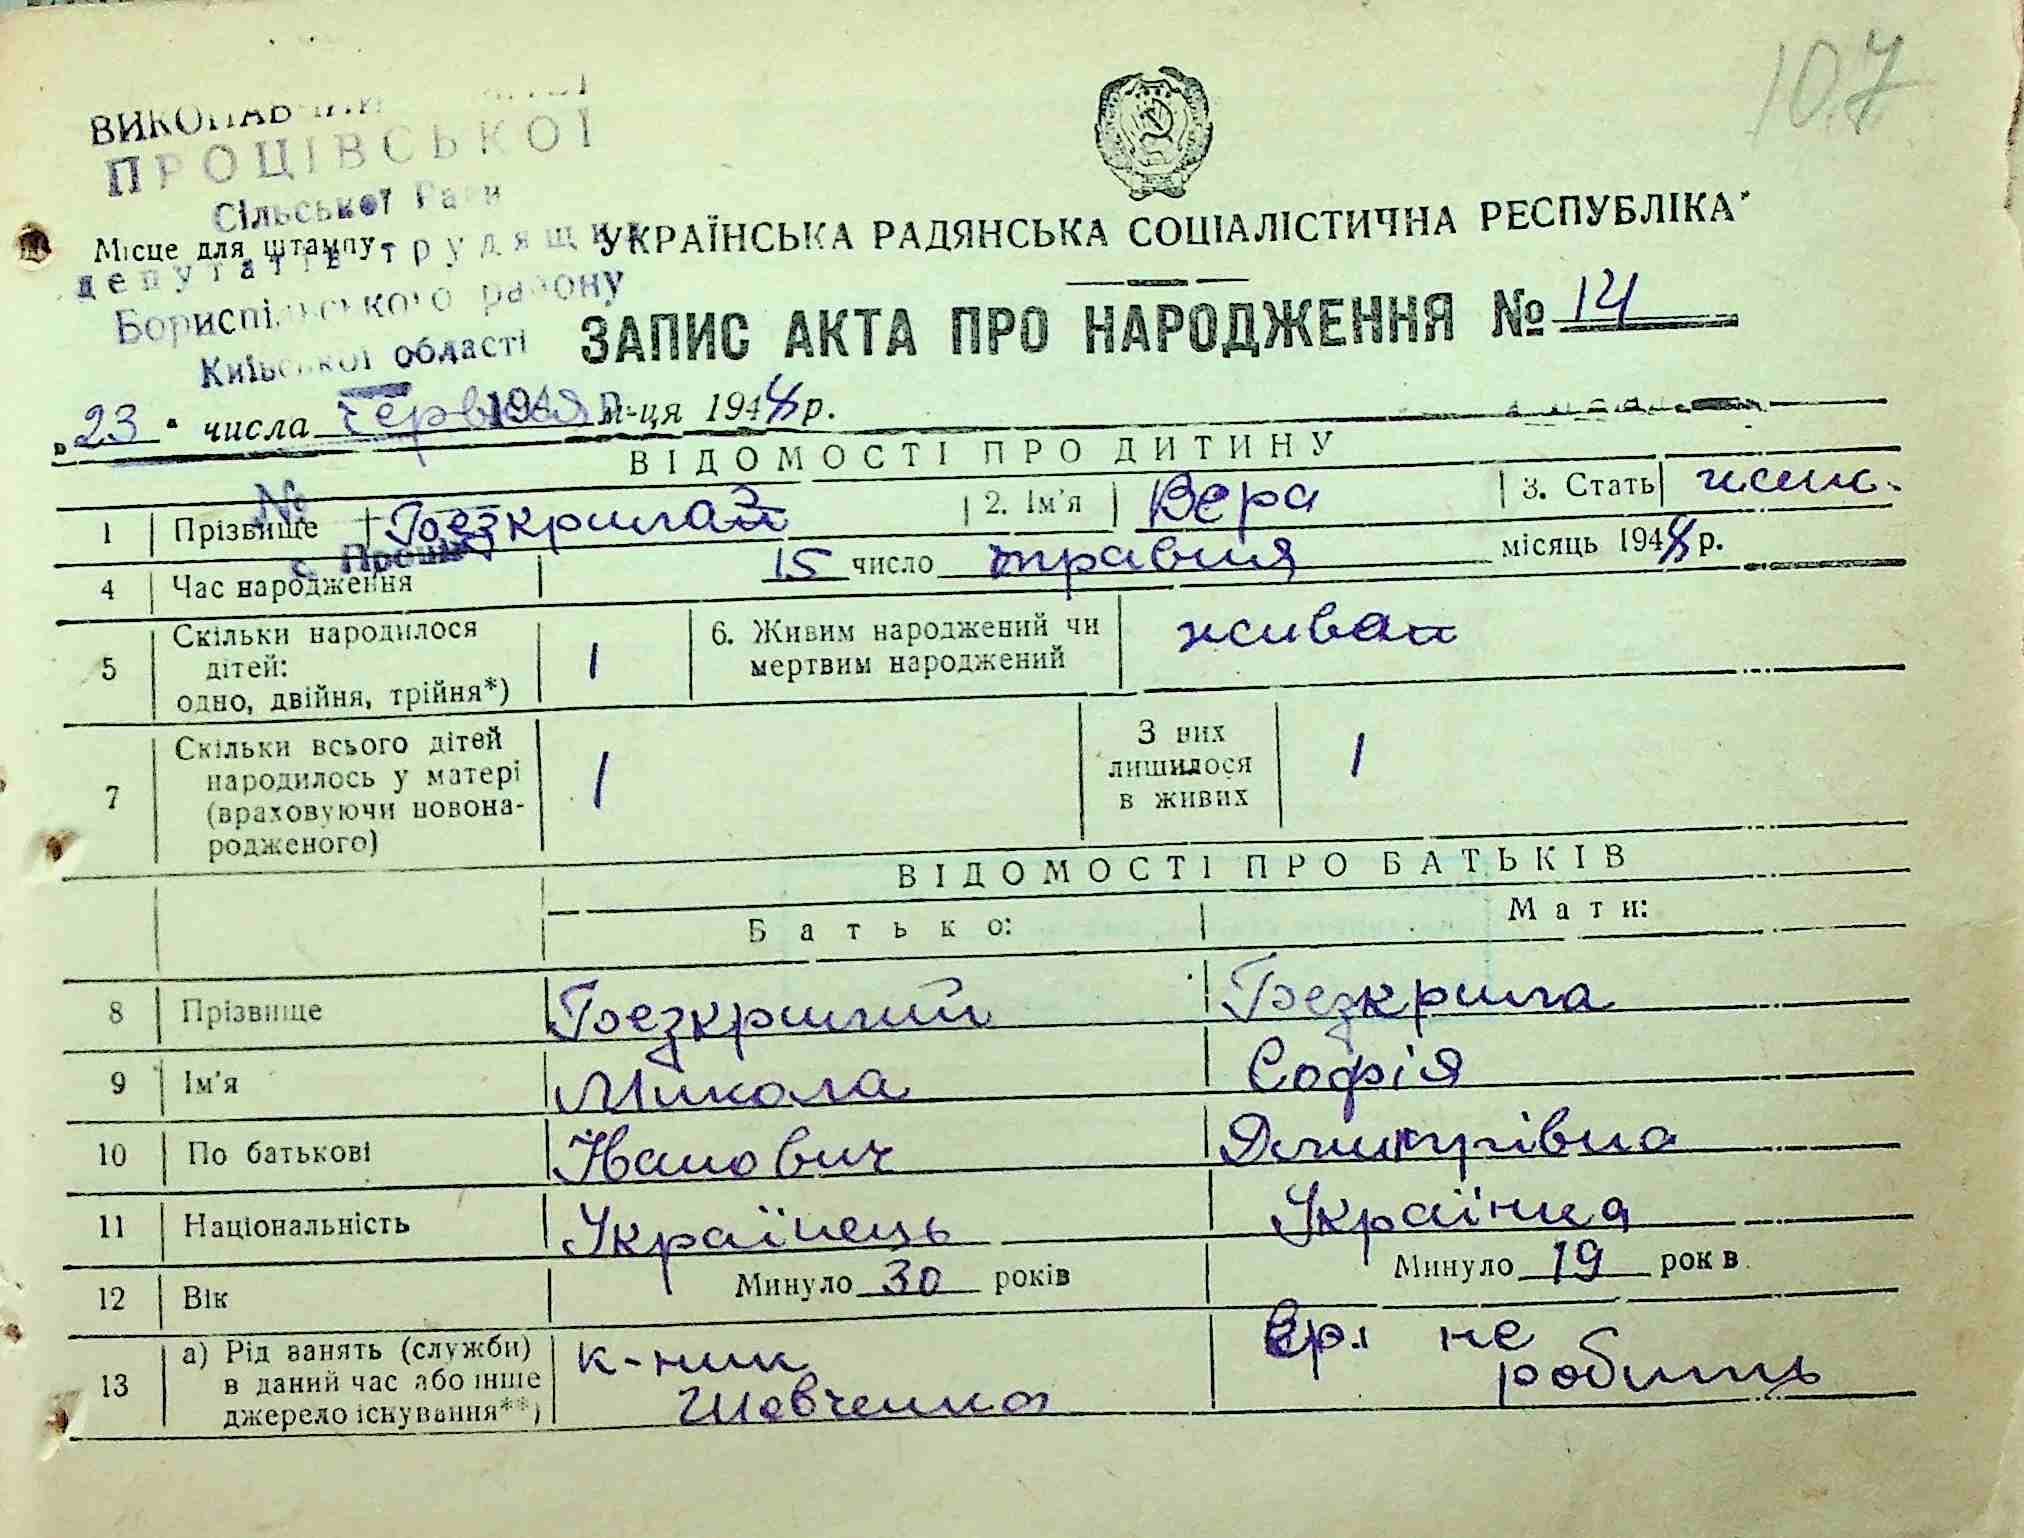 107
ВИКОНАВЧИЙ
ПРОЦІВСЬКОЇ
Сільської Ради
Місце для штампу
депутатів трудящих
Бориспільського району
Київської області
УКРАЇНСЬКА РАДЯНСЬКА СОЦІАЛІСТИЧНА РЕСПУБЛІКА
ЗАПИС АКТА ПРО НАРОДЖЕННЯ № 14
„23" числа червня м-ця 1948 р.
ВІДОМОСТІ ПРО ДИТИНУ
№
1 Прізвище Безкрилай 2. Ім'я Вера 3. Стать жен.
с. Проців
4 Час народження 15 число травня місяць 1948 р.
5 Скільки народилося дітей: одно, двійня, трійня*) 1 6. Живим народжений чи мертвим народжений живай
7 Скільки всього дітей народилось у матері (враховуючи новонародженого) 1 З них лишилося в живих 1
ВІДОМОСТІ ПРО БАТЬКІВ
Батько: Мати:
8 Прізвище Безкрилий Безкрила
9 Ім'я Микола Софія
10 По батькові Іванович Дмитрівна
11 Національність Українець Українка
12 Вік Минуло 30 років Минуло 19 років
13 а) Рід занять (служби) в даний час або інше джерело існування**) к-ник Шевченка не робить